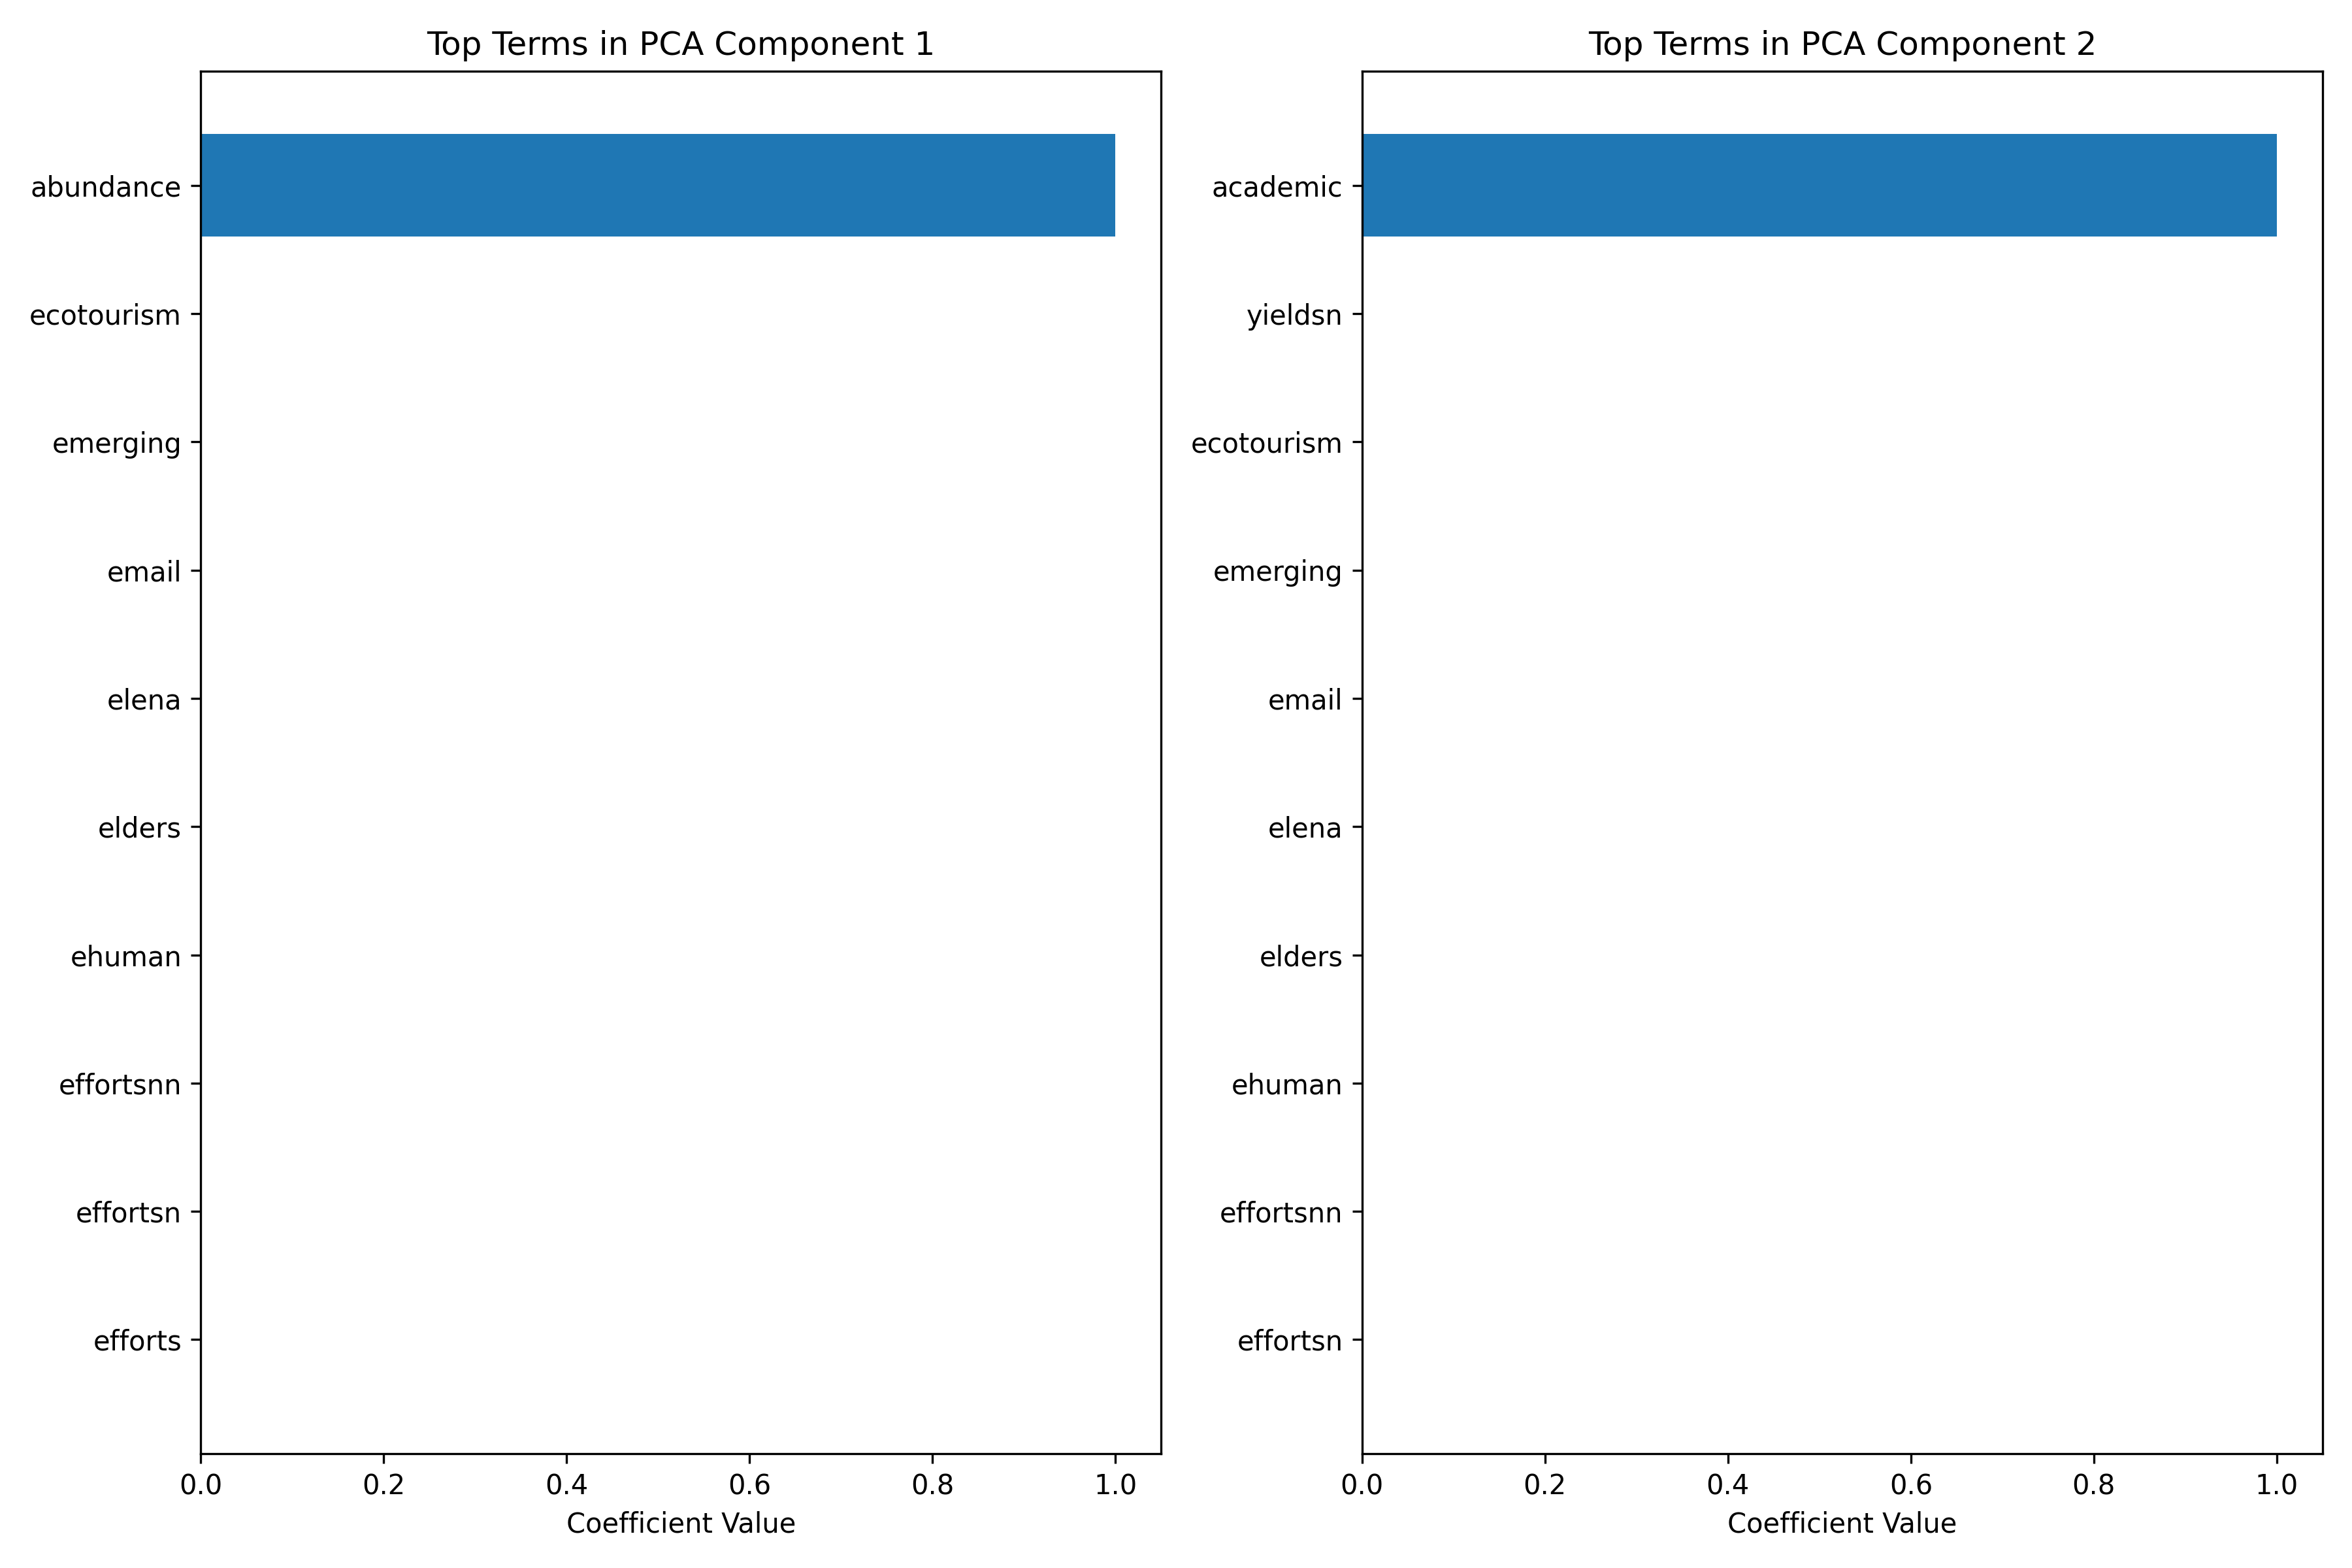 Top Terms in PCA Component 1
abundance
ecotourism
emerging
email
elena
elders
ehuman
effortsnn
effortsn
efforts
0.0 0.2 0.4 0.6 0.8 1.0
Coefficient Value
Top Terms in PCA Component 2
academic
yieldsn
ecotourism
emerging
email
elena
elders
ehuman
effortsnn
effortsn
0.0 0.2 0.4 0.6 0.8 1.0
Coefficient Value